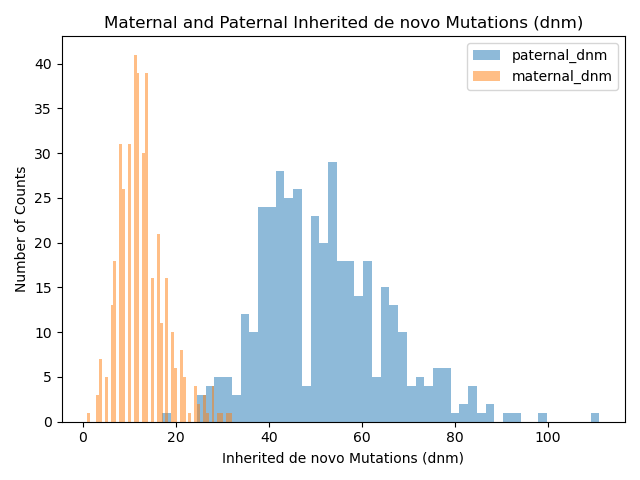 Maternal and Paternal Inherited de novo Mutations (dnm)
paternal_dnm
maternal_dnm
Number of Counts
40
35
30
25
20
15
10
5
0
0 20 40 60 80 100
Inherited de novo Mutations (dnm)